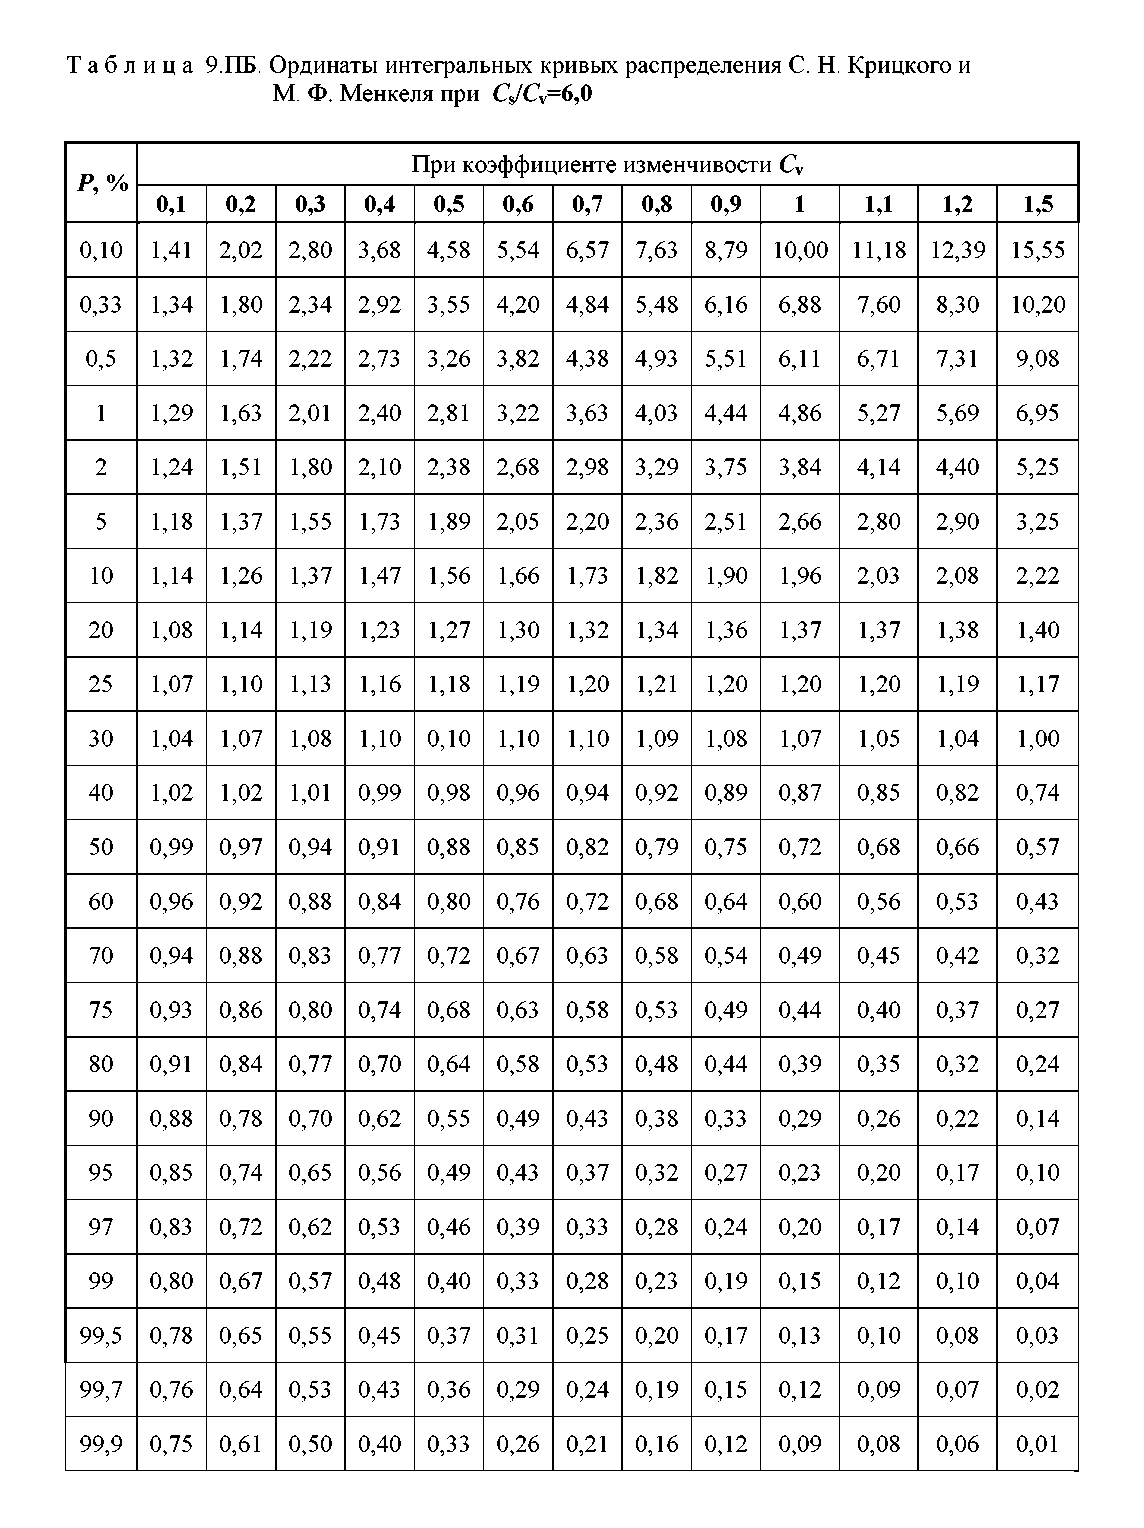 Т а б л и ц а 9.ПБ. Ординаты интегральных кривых распределения С. Н. Крицкого и
М. Ф. Менкеля при Cs/Cv=6,0
P, % При коэффициенте изменчивости Cv
0,1 0,2 0,3 0,4 0,5 0,6 0,7 0,8 0,9 1 1,1 1,2 1,5
0,10 1,41 2,02 2,80 3,68 4,58 5,54 6,57 7,63 8,79 10,00 11,18 12,39 15,55
0,33 1,34 1,80 2,34 2,92 3,55 4,20 4,84 5,48 6,16 6,88 7,60 8,30 10,20
0,5 1,32 1,74 2,22 2,73 3,26 3,82 4,38 4,93 5,51 6,11 6,71 7,31 9,08
1 1,29 1,63 2,01 2,40 2,81 3,22 3,63 4,03 4,44 4,86 5,27 5,69 6,95
2 1,24 1,51 1,80 2,10 2,38 2,68 2,98 3,29 3,75 3,84 4,14 4,40 5,25
5 1,18 1,37 1,55 1,73 1,89 2,05 2,20 2,36 2,51 2,66 2,80 2,90 3,25
10 1,14 1,26 1,37 1,47 1,56 1,66 1,73 1,82 1,90 1,96 2,03 2,08 2,22
20 1,08 1,14 1,19 1,23 1,27 1,30 1,32 1,34 1,36 1,37 1,37 1,38 1,40
25 1,07 1,10 1,13 1,16 1,18 1,19 1,20 1,21 1,20 1,20 1,20 1,19 1,17
30 1,04 1,07 1,08 1,10 0,10 1,10 1,10 1,09 1,08 1,07 1,05 1,04 1,00
40 1,02 1,02 1,01 0,99 0,98 0,96 0,94 0,92 0,89 0,87 0,85 0,82 0,74
50 0,99 0,97 0,94 0,91 0,88 0,85 0,82 0,79 0,75 0,72 0,68 0,66 0,57
60 0,96 0,92 0,88 0,84 0,80 0,76 0,72 0,68 0,64 0,60 0,56 0,53 0,43
70 0,94 0,88 0,83 0,77 0,72 0,67 0,63 0,58 0,54 0,49 0,45 0,42 0,32
75 0,93 0,86 0,80 0,74 0,68 0,63 0,58 0,53 0,49 0,44 0,40 0,37 0,27
80 0,91 0,84 0,77 0,70 0,64 0,58 0,53 0,48 0,44 0,39 0,35 0,32 0,24
90 0,88 0,78 0,70 0,62 0,55 0,49 0,43 0,38 0,33 0,29 0,26 0,22 0,14
95 0,85 0,74 0,65 0,56 0,49 0,43 0,37 0,32 0,27 0,23 0,20 0,17 0,10
97 0,83 0,72 0,62 0,53 0,46 0,39 0,33 0,28 0,24 0,20 0,17 0,14 0,07
99 0,80 0,67 0,57 0,48 0,40 0,33 0,28 0,23 0,19 0,15 0,12 0,10 0,04
99,5 0,78 0,65 0,55 0,45 0,37 0,31 0,25 0,20 0,17 0,13 0,10 0,08 0,03
99,7 0,76 0,64 0,53 0,43 0,36 0,29 0,24 0,19 0,15 0,12 0,09 0,07 0,02
99,9 0,75 0,61 0,50 0,40 0,33 0,26 0,21 0,16 0,12 0,09 0,08 0,06 0,01